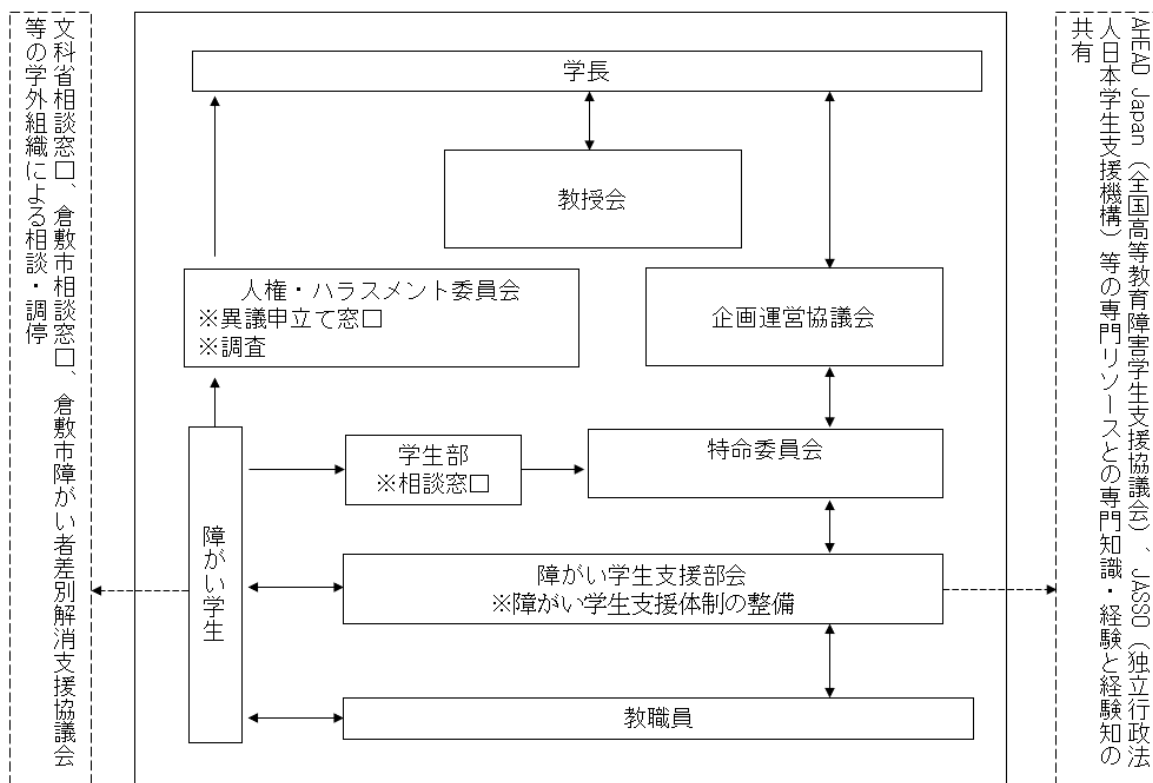 文科省相談窓口、倉敷市相談窓口、倉敷市障がい者差別解消支援協議会
等の学外組織による相談・調停
学長
教授会
人権・ハラスメント委員会
※異議申立て窓口
※調査
企画運営協議会
学生部
※相談窓口
特命委員会
障がい学生
障がい学生支援部会
※障がい学生支援体制の整備
教職員
AHEAD Japan（全国高等教育障害学生支援協議会）、JASSO（独立行政法
人日本学生支援機構）等の専門リソースとの専門知識・経験と経験知の
共有